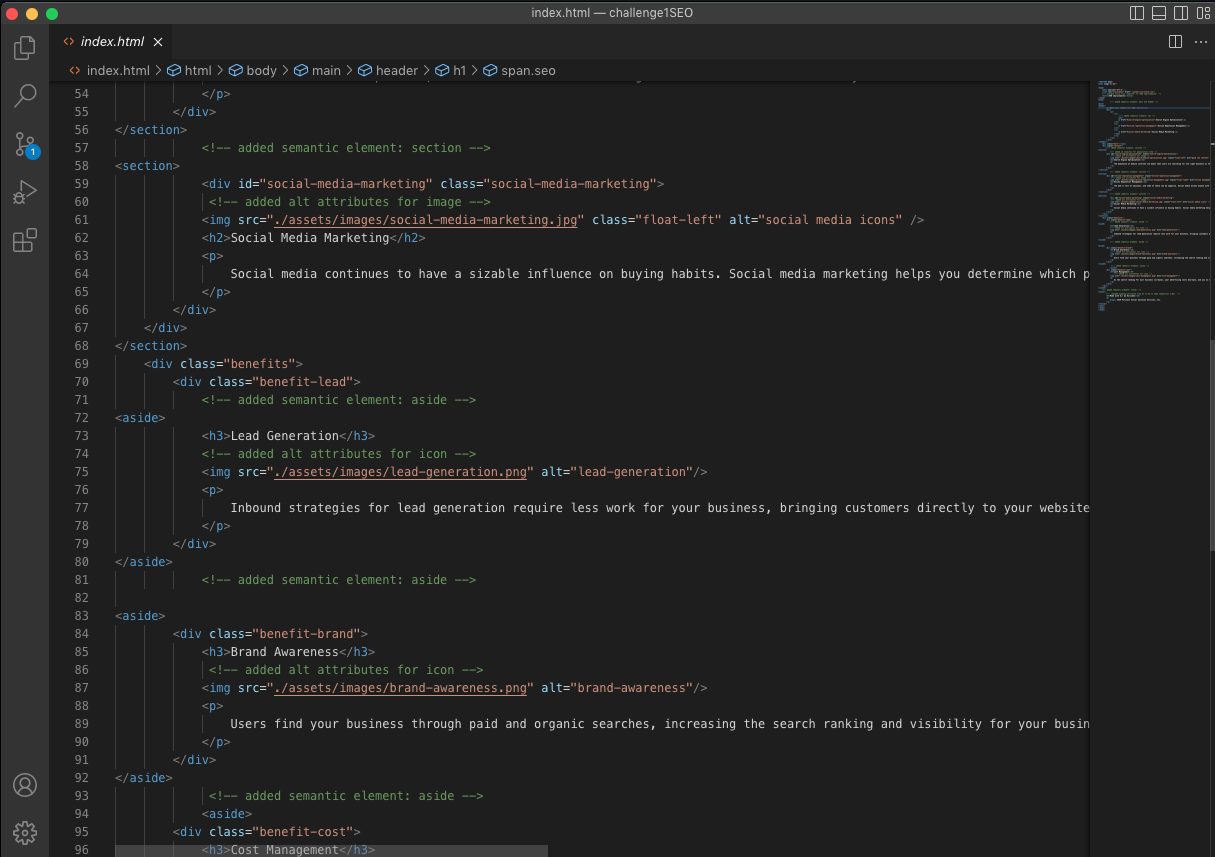 index.html — challenge1SEO
index.html
index.html > html > body > main > header > h1 > span.seo
54 </p>
55 </div>
56 </section>
57 <!-- added semantic element: section -->
58 <section>
59 <div id="social-media-marketing" class="social-media-marketing">
60 <!-- added alt attributes for image -->
61 <img src="./assets/images/social-media-marketing.jpg" class="float-left" alt="social media icons" />
62 <h2>Social Media Marketing</h2>
63 <p>
64 Social media continues to have a sizable influence on buying habits. Social media marketing helps you determine which p
65 </p>
66 </div>
67 </div>
68 </section>
69 <div class="benefits">
70 <div class="benefit-lead">
71 <!-- added semantic element: aside -->
72 <aside>
73 <h3>Lead Generation</h3>
74 <!-- added alt attributes for icon -->
75 <img src="./assets/images/lead-generation.png" alt="lead-generation"/>
76 <p>
77 Inbound strategies for lead generation require less work for your business, bringing customers directly to your website
78 </p>
79 </div>
80 </aside>
81 <!-- added semantic element: aside -->
82
83 <aside>
84 <div class="benefit-brand">
85 <h3>Brand Awareness</h3>
86 <!-- added alt attributes for icon -->
87 <img src="./assets/images/brand-awareness.png" alt="brand-awareness"/>
88 <p>
89 Users find your business through paid and organic searches, increasing the search ranking and visibility for your busin
90 </p>
91 </div>
92 </aside>
93 <!-- added semantic element: aside -->
94 <aside>
95 <div class="benefit-cost">
96 <h3>Cost Management</h3>
1